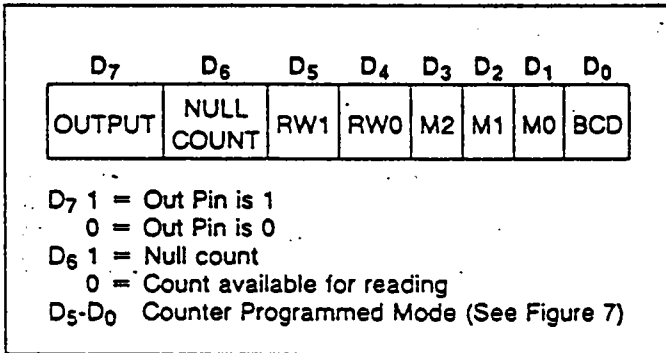 D7 D6 D5 D4 D3 D2 D1 D0
OUTPUT NULL COUNT RW1 RW0 M2 M1 M0 BCD
D7 1 = Out Pin is 1
0 = Out Pin is 0
D6 1 = Null count
0 = Count available for reading
D5-D0 Counter Programmed Mode (See Figure 7)